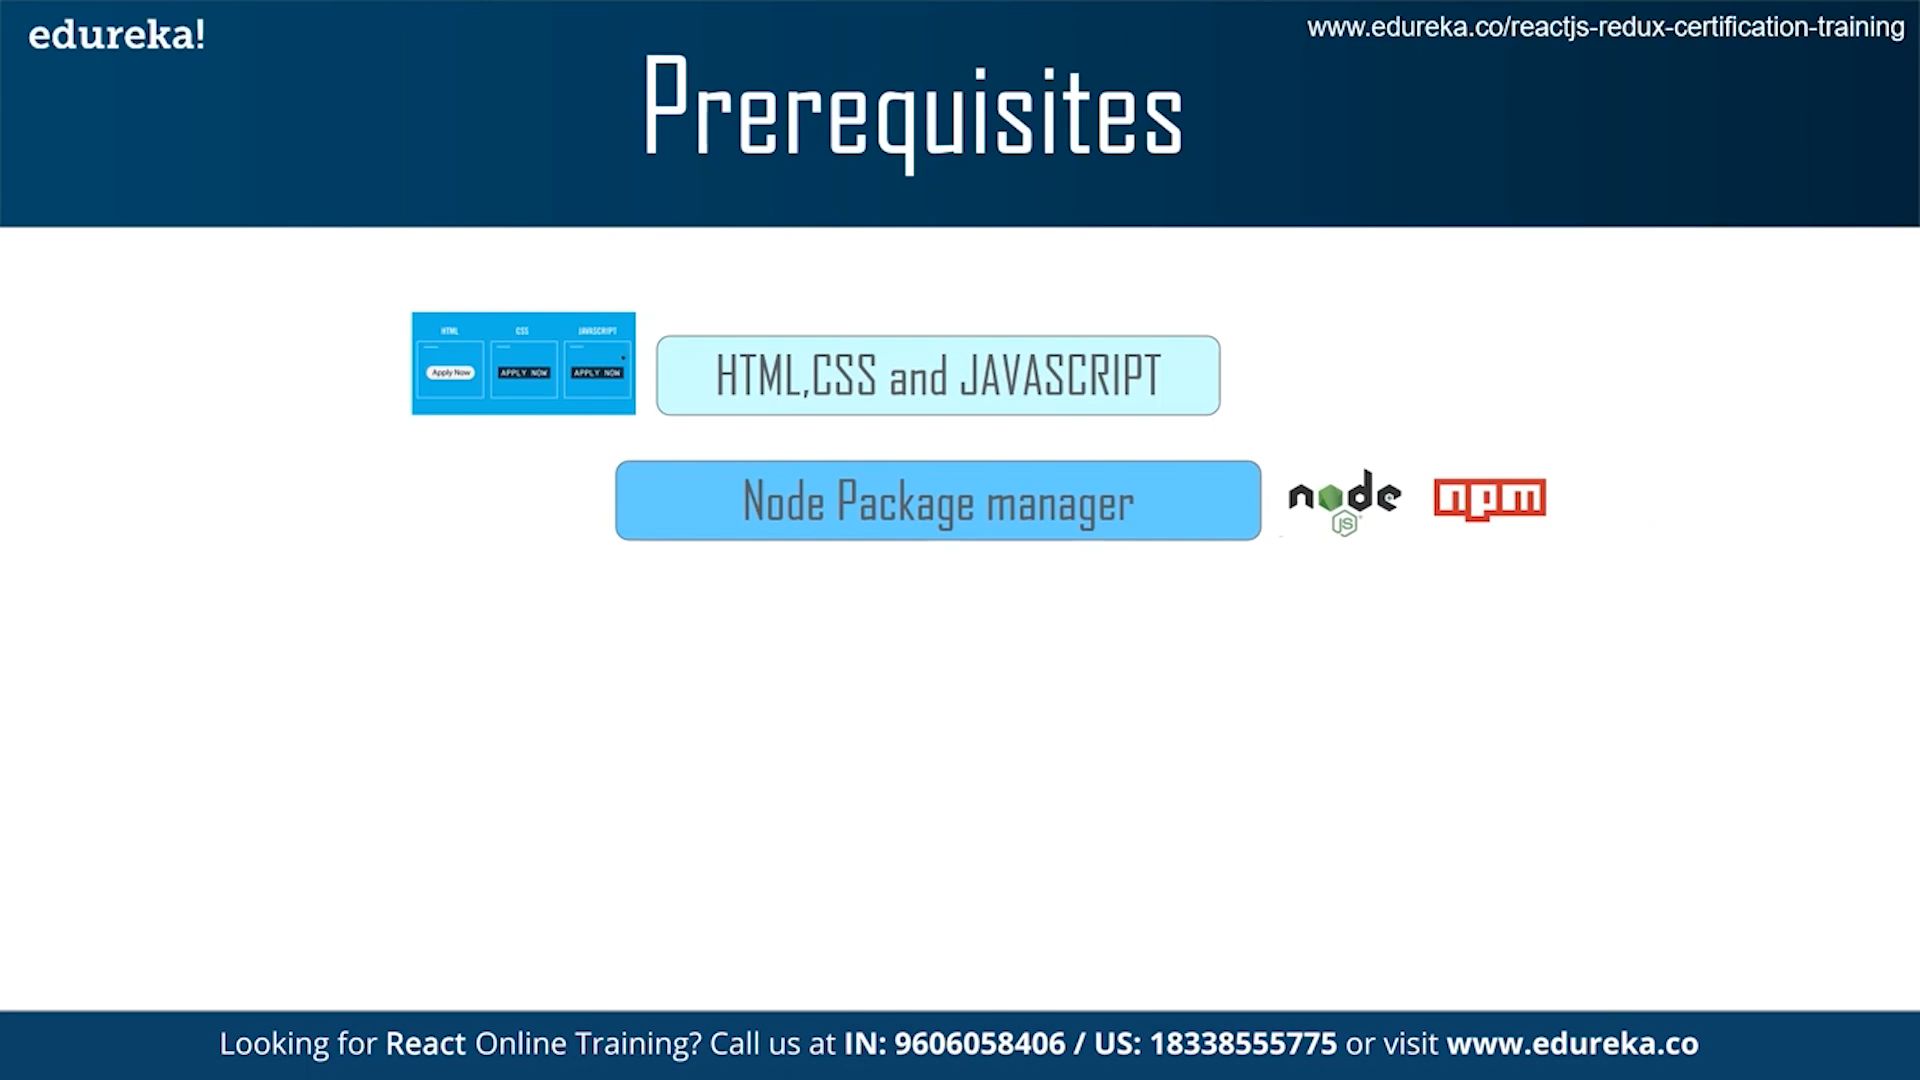 edureka!
www.edureka.co/reactjs-redux-certification-training
Prerequisites
HTML CSS JAVASCRIPT
Apply Now APPLY NOW APPLY NOW
HTML,CSS and JAVASCRIPT
Node Package manager
node
JS
npm
Looking for React Online Training? Call us at IN: 9606058406 / US: 18338555775 or visit www.edureka.co